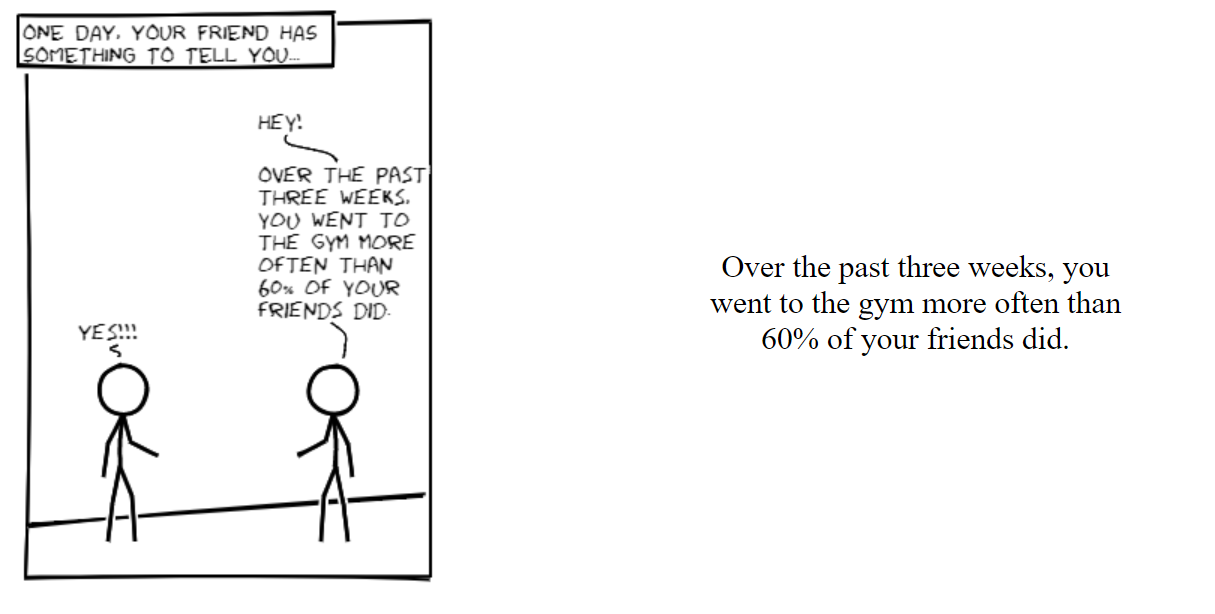 ONE DAY, YOUR FRIEND HAS
SOMETHING TO TELL YOU...
HEY!
OVER THE PAST
THREE WEEKS,
YOU WENT TO
THE GYM MORE
OFTEN THAN
60% OF YOUR
FRIENDS DID.
YES!!!
Over the past three weeks, you
went to the gym more often than
60% of your friends did.